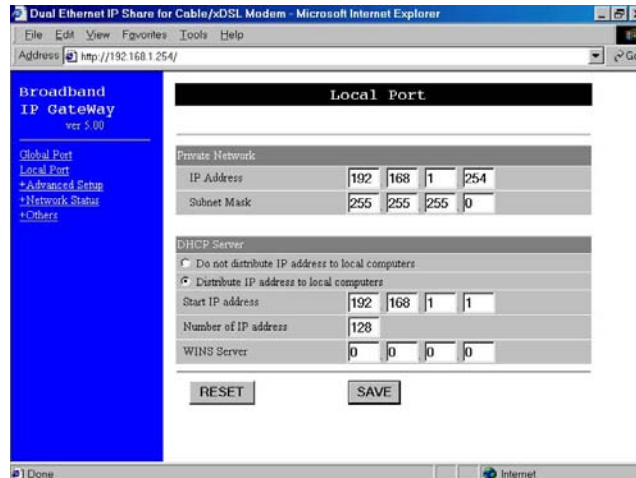 Dual Ethernet IP Share for Cable/xDSL Modem - Microsoft Internet Explorer
File Edit View Favorites Tools Help
Address http://192.168.1.254/
Broadband
IP GateWay
ver 5.00
Global Port
Local Port
+Advanced Setup
+Network Status
+Others
Local Port
Private Network
IP Address 192 . 168 . 1 . 254
Subnet Mask 255 . 255 . 255 . 0
DHCP Server
Do not distribute IP address to local computers
Distribute IP address to local computers
Start IP address 192 . 168 . 1 . 1
Number of IP address 128
WINS Server 0 . 0 . 0 . 0
RESET SAVE
Done Internet